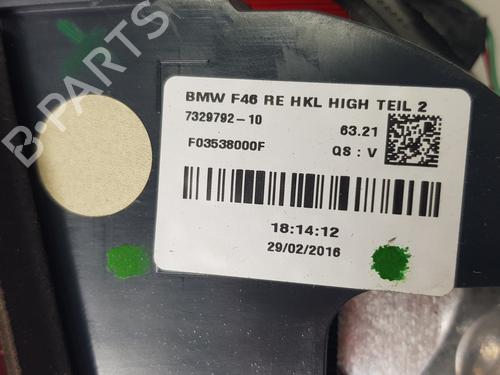 BMW F46 RE HKL HIGH TEIL 2
7329792-10
63.21
F03538000F
QS : V
18:14:12
29/02/2016
B-Parts